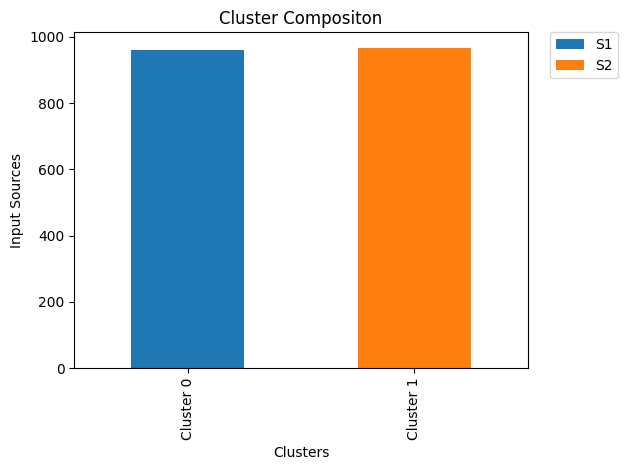 Cluster Compositon
S1
S2
1000
800
600
400
200
0
Input Sources
Cluster 0
Cluster 1
Clusters